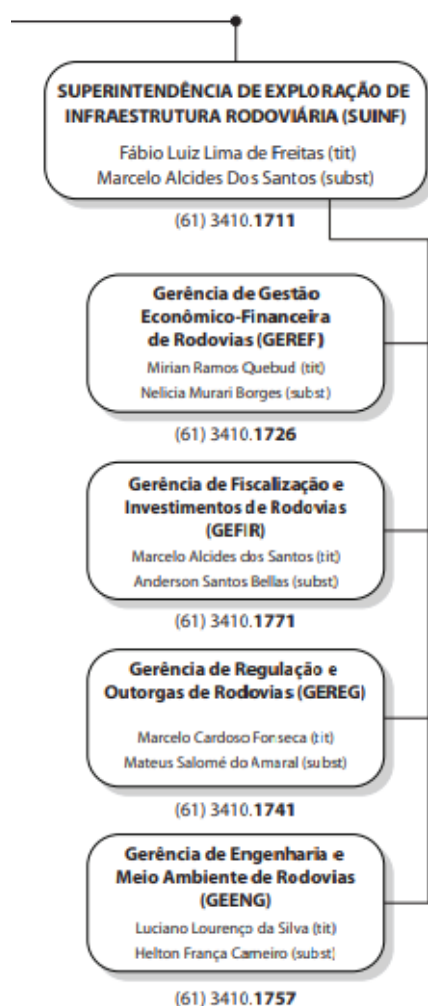 SUPERINTENDÊNCIA DE EXPLORAÇÃO DE
INFRAESTRUTURA RODOVIÁRIA (SUINF)
Fábio Luiz Lima de Freitas (tit)
Marcelo Alcides Dos Santos (subst)
(61) 3410.1711
Gerência de Gestão
Econômico-Financeira
de Rodovias (GEREF)
Mirian Ramos Quebud (tit)
Nelicia Murari Borges (subst)
(61) 3410.1726
Gerência de Fiscalização e
Investimentos de Rodovias
(GEFIR)
Marcelo Alcides dos Santos (tit)
Anderson Santos Bellas (subst)
(61) 3410.1771
Gerência de Regulação e
Outorgas de Rodovias (GEREG)
Marcelo Cardoso Fonseca (tit)
Mateus Salomé do Amaral (subst)
(61) 3410.1741
Gerência de Engenharia e
Meio Ambiente de Rodovias
(GEENG)
Luciano Lourenço da Silva (tit)
Helton França Carneiro (subst)
(61) 3410.1757